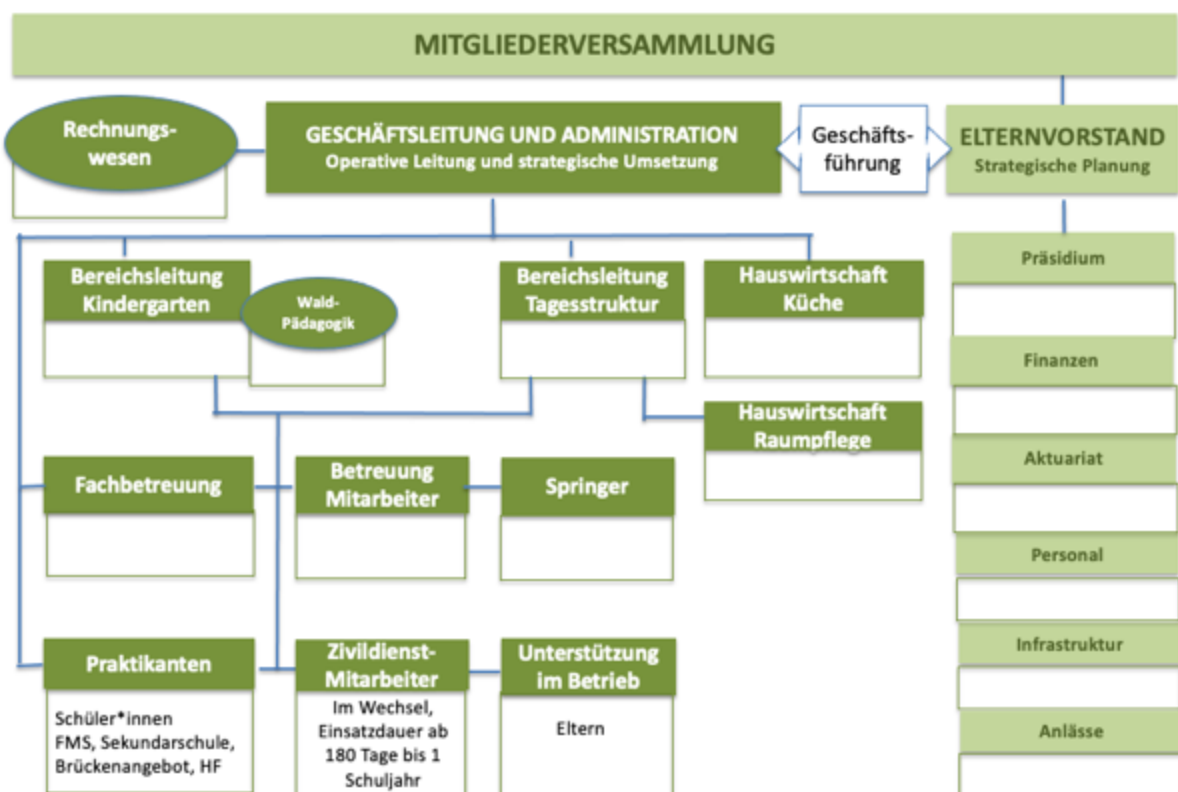 MITGLIEDERVERSAMMLUNG
Rechnungs-
wesen
GESCHÄFTSLEITUNG UND ADMINISTRATION
Operative Leitung und strategische Umsetzung
Geschäfts-
führung
ELTERNVORSTAND
Strategische Planung
Bereichsleitung
Kindergarten
Wald-
Pädagogik
Bereichsleitung
Tagesstruktur
Hauswirtschaft
Küche
Präsidium
Finanzen
Hauswirtschaft
Raumpflege
Aktuariat
Fachbetreuung
Betreuung
Mitarbeiter
Springer
Personal
Infrastruktur
Praktikanten
Schüler*innen
FMS, Sekundarschule,
Brückenangebot, HF
Zivildienst-
Mitarbeiter
Im Wechsel,
Einsatzdauer ab
180 Tage bis 1
Schuljahr
Unterstützung
im Betrieb
Eltern
Anlässe